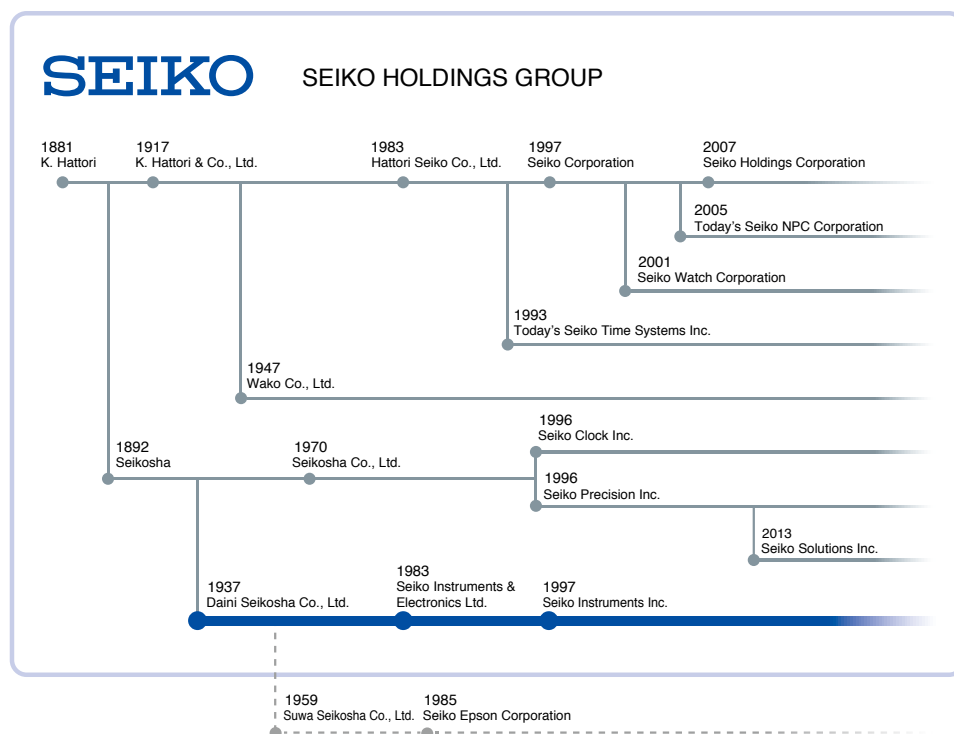 SEIKO
SEIKO HOLDINGS GROUP
1881
K. Hattori
1917
K. Hattori & Co., Ltd.
1983
Hattori Seiko Co., Ltd.
1997
Seiko Corporation
2007
Seiko Holdings Corporation
2005
Today's Seiko NPC Corporation
2001
Seiko Watch Corporation
1993
Today's Seiko Time Systems Inc.
1947
Wako Co., Ltd.
1996
Seiko Clock Inc.
1892
Seikosha
1970
Seikosha Co., Ltd.
1996
Seiko Precision Inc.
2013
Seiko Solutions Inc.
1937
Daini Seikosha Co., Ltd.
1983
Seiko Instruments &
Electronics Ltd.
1997
Seiko Instruments Inc.
1959
Suwa Seikosha Co., Ltd.
1985
Seiko Epson Corporation